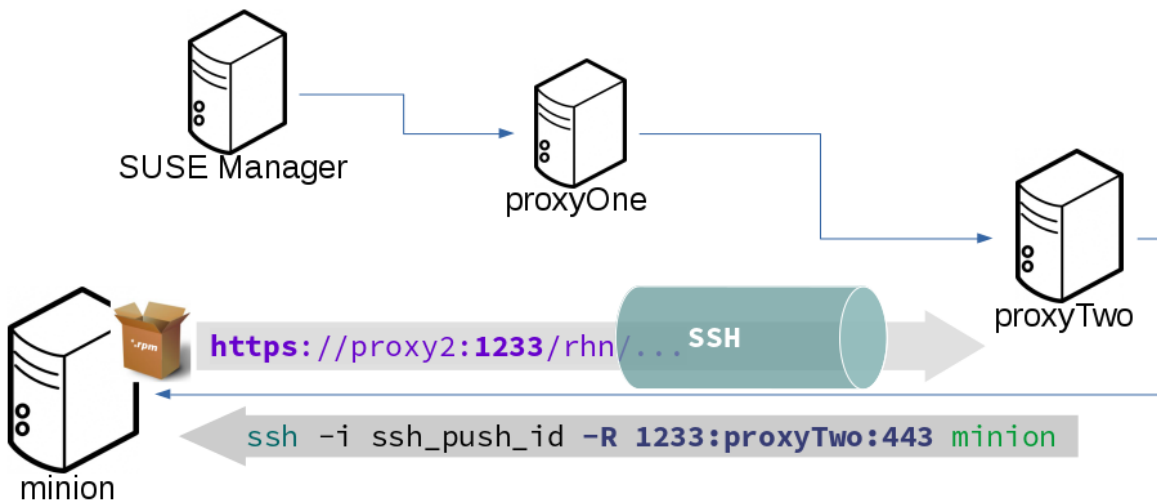 SUSE Manager
proxyOne
proxyTwo
*.rpm
https://proxy2:1233/rhn/...
SSH
ssh -i ssh_push_id -R 1233:proxyTwo:443 minion
minion